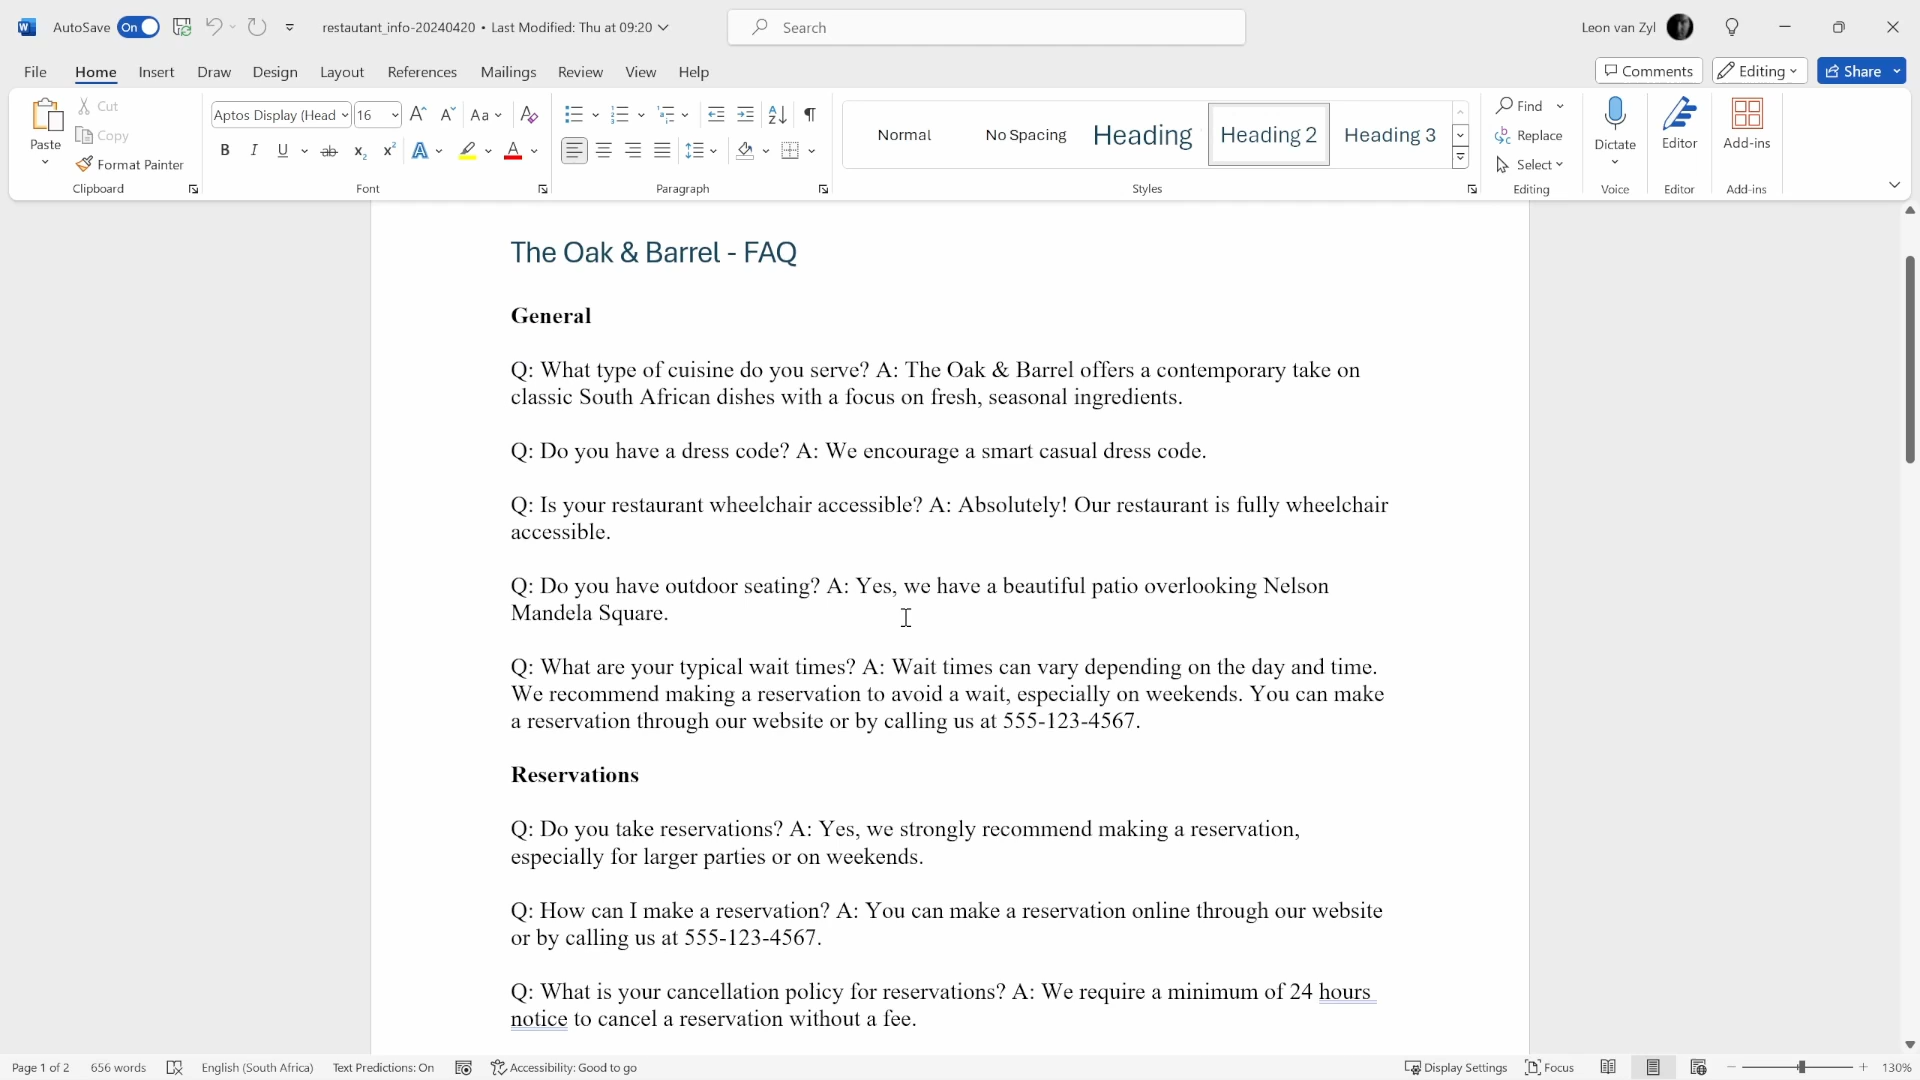 AutoSave On restautant_info-20240420 • Last Modified: Thu at 09:20 Search Leon van Zyl
File Home Insert Draw Design Layout References Mailings Review View Help Comments Editing Share
Paste Cut Copy Format Painter Clipboard
Aptos Display (Head 16 Aa Font
Paragraph
Normal No Spacing Heading Heading 2 Heading 3 Styles
Find Replace Select Editing
Dictate Voice
Editor Editor
Add-ins Add-ins
The Oak & Barrel - FAQ
General
Q: What type of cuisine do you serve? A: The Oak & Barrel offers a contemporary take on
classic South African dishes with a focus on fresh, seasonal ingredients.
Q: Do you have a dress code? A: We encourage a smart casual dress code.
Q: Is your restaurant wheelchair accessible? A: Absolutely! Our restaurant is fully wheelchair
accessible.
Q: Do you have outdoor seating? A: Yes, we have a beautiful patio overlooking Nelson
Mandela Square.
Q: What are your typical wait times? A: Wait times can vary depending on the day and time.
We recommend making a reservation to avoid a wait, especially on weekends. You can make
a reservation through our website or by calling us at 555-123-4567.
Reservations
Q: Do you take reservations? A: Yes, we strongly recommend making a reservation,
especially for larger parties or on weekends.
Q: How can I make a reservation? A: You can make a reservation online through our website
or by calling us at 555-123-4567.
Q: What is your cancellation policy for reservations? A: We require a minimum of 24 hours
notice to cancel a reservation without a fee.
Page 1 of 2 656 words English (South Africa) Text Predictions: On Accessibility: Good to go Display Settings Focus 130%